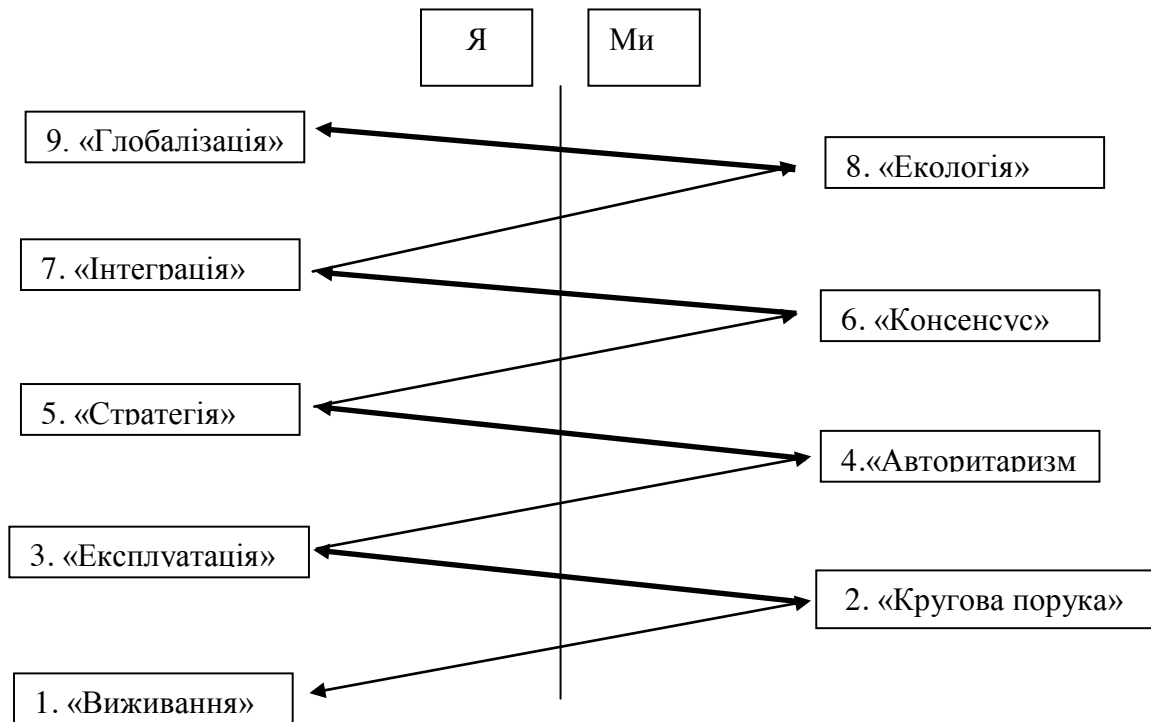 Я
Ми
9. «Глобалізація»
8. «Екологія»
7. «Інтеграція»
6. «Консенсус»
5. «Стратегія»
4.«Авторитаризм
3. «Експлуатація»
2. «Кругова порука»
1. «Виживання»